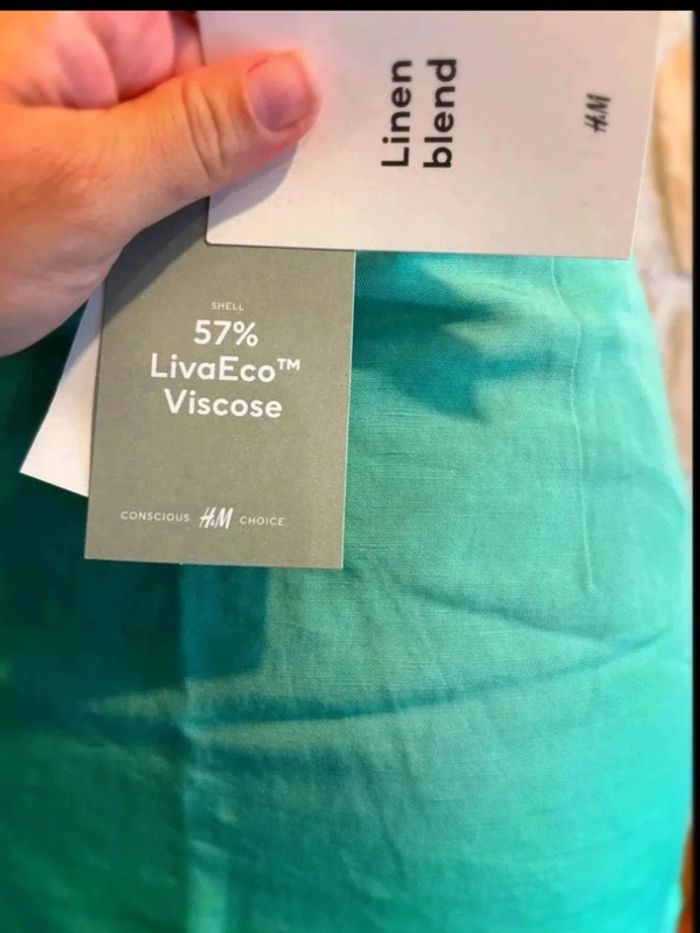 Linen
blend
H&M
SHELL
57%
LivaEco™
Viscose
CONSCIOUS H&M CHOICE